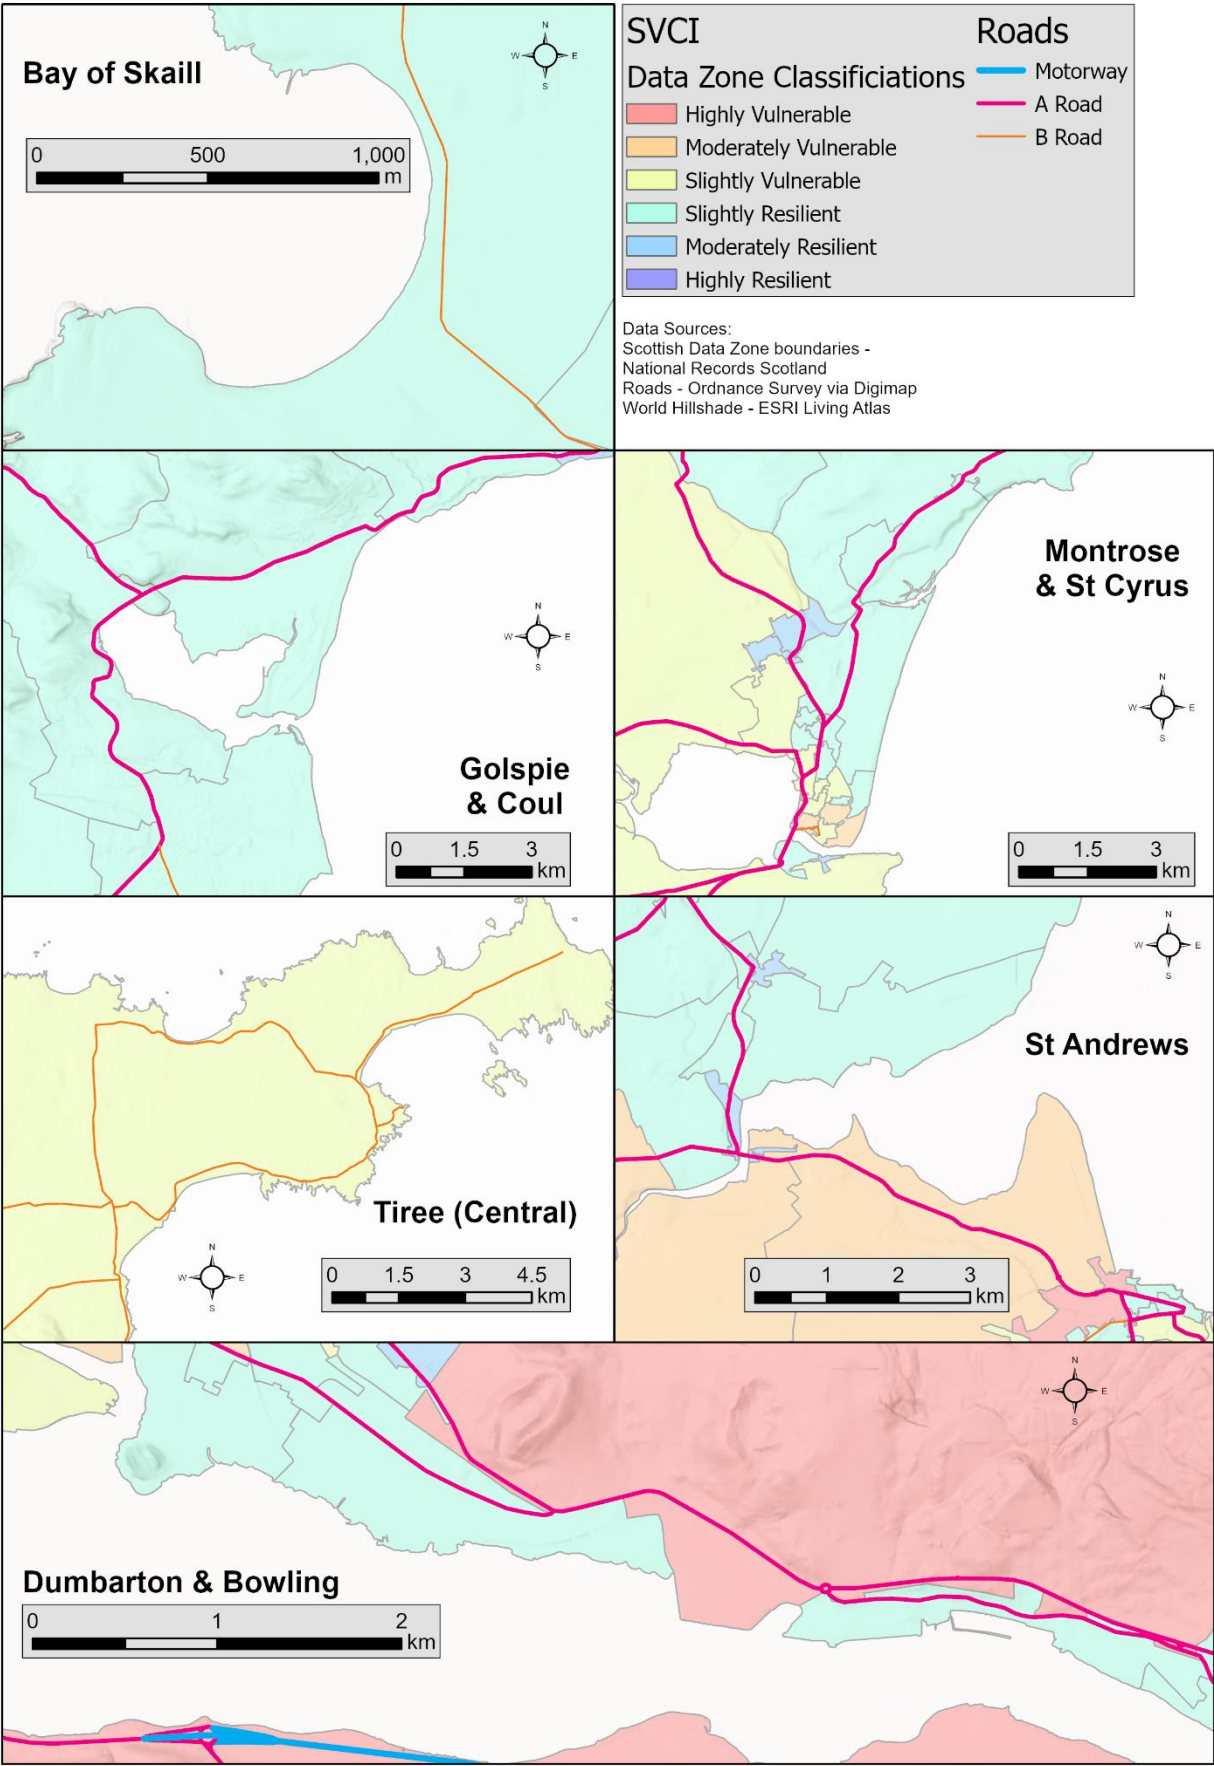 Bay of Skaill
N
W E
S
0 500 1,000
m
SVCI
Data Zone Classificiations
Highly Vulnerable
Moderately Vulnerable
Slightly Vulnerable
Slightly Resilient
Moderately Resilient
Highly Resilient
Roads
Motorway
A Road
B Road
Data Sources:
Scottish Data Zone boundaries -
National Records Scotland
Roads - Ordnance Survey via Digimap
World Hillshade - ESRI Living Atlas
N
W E
S
Golspie
& Coul
0 1.5 3
km
Montrose
& St Cyrus
N
W E
S
0 1.5 3
km
Tiree (Central)
N
W E
S
0 1.5 3 4.5
km
N
W E
S
St Andrews
0 1 2 3
km
N
W E
S
Dumbarton & Bowling
0 1 2
km